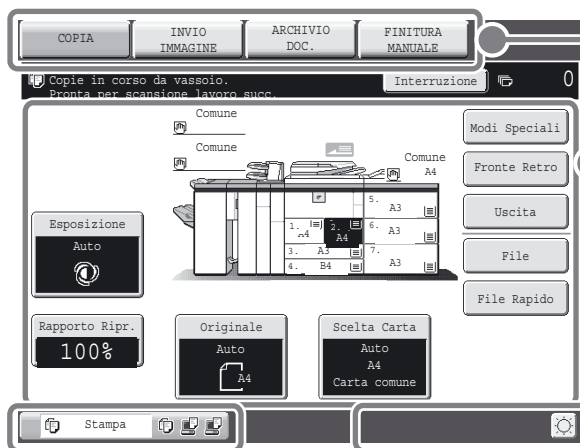 COPIA
INVIO
IMMAGINE
ARCHIVIO
DOC.
FINITURA
MANUALE
Copie in corso da vassoio.
Pronta per scansione lavoro succ.
Interruzione
0
Comune
Comune
Comune
A4
Modi Speciali
Fronte Retro
Uscita
File
File Rapido
Esposizione
Auto
1. A4
2. A4
3. A3
4. B4
5. A3
6. A3
7. A3
Rapporto Ripr.
100%
Originale
Auto
A4
Scelta Carta
Auto
A4
Carta comune
Stampa